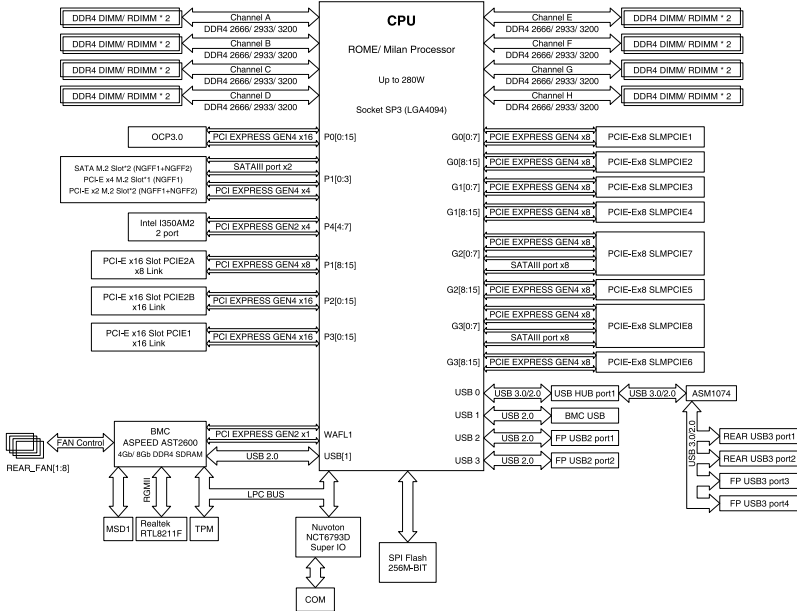 CPU
ROME/ Milan Processor
Up to 280W
Socket SP3 (LGA4094)
DDR4 DIMM/ RDIMM * 2
Channel A
DDR4 2666/ 2933/ 3200
DDR4 DIMM/ RDIMM * 2
Channel B
DDR4 2666/ 2933/ 3200
DDR4 DIMM/ RDIMM * 2
Channel C
DDR4 2666/ 2933/ 3200
DDR4 DIMM/ RDIMM * 2
Channel D
DDR4 2666/ 2933/ 3200
Channel E
DDR4 2666/ 2933/ 3200
DDR4 DIMM/ RDIMM * 2
Channel F
DDR4 2666/ 2933/ 3200
DDR4 DIMM/ RDIMM * 2
Channel G
DDR4 2666/ 2933/ 3200
DDR4 DIMM/ RDIMM * 2
Channel H
DDR4 2666/ 2933/ 3200
DDR4 DIMM/ RDIMM * 2
OCP3.0
PCI EXPRESS GEN4 x16
P0[0:15]
SATA M.2 Slot*2 (NGFF1+NGFF2)
PCI-E x4 M.2 Slot*1 (NGFF1)
PCI-E x2 M.2 Slot*2 (NGFF1+NGFF2)
SATAIII port x2
PCI EXPRESS GEN4 x4
P1[0:3]
Intel I350AM2
2 port
PCI EXPRESS GEN2 x4
P4[4:7]
PCI-E x16 Slot PCIE2A
x8 Link
PCI EXPRESS GEN4 x8
P1[8:15]
PCI-E x16 Slot PCIE2B
x16 Link
PCI EXPRESS GEN4 x16
P2[0:15]
PCI-E x16 Slot PCIE1
x16 Link
PCI EXPRESS GEN4 x16
P3[0:15]
G0[0:7]
PCIE EXPRESS GEN4 x8
PCIE-Ex8 SLMPCIE1
G0[8:15]
PCIE EXPRESS GEN4 x8
PCIE-Ex8 SLMPCIE2
G1[0:7]
PCIE EXPRESS GEN4 x8
PCIE-Ex8 SLMPCIE3
G1[8:15]
PCIE EXPRESS GEN4 x8
PCIE-Ex8 SLMPCIE4
G2[0:7]
PCIE EXPRESS GEN4 x8
SATAIII port x8
PCIE-Ex8 SLMPCIE7
G2[8:15]
PCIE EXPRESS GEN4 x8
PCIE-Ex8 SLMPCIE5
G3[0:7]
PCIE EXPRESS GEN4 x8
SATAIII port x8
PCIE-Ex8 SLMPCIE8
G3[8:15]
PCIE EXPRESS GEN4 x8
PCIE-Ex8 SLMPCIE6
USB 0
USB 3.0/2.0
USB HUB port1
USB 3.0/2.0
ASM1074
USB 1
USB 2.0
BMC USB
USB 2
USB 2.0
FP USB2 port1
USB 3
USB 2.0
FP USB2 port2
USB 3.0/2.0
REAR USB3 port1
REAR USB3 port2
FP USB3 port3
FP USB3 port4
REAR_FAN[1:8]
FAN Control
BMC
ASPEED AST2600
4Gb/ 8Gb DDR4 SDRAM
PCI EXPRESS GEN2 x1
WAFL1
USB 2.0
USB[1]
RGMII
LPC BUS
MSD1
Realtek
RTL8211F
TPM
Nuvoton
NCT6793D
Super IO
COM
SPI Flash
256M-BIT